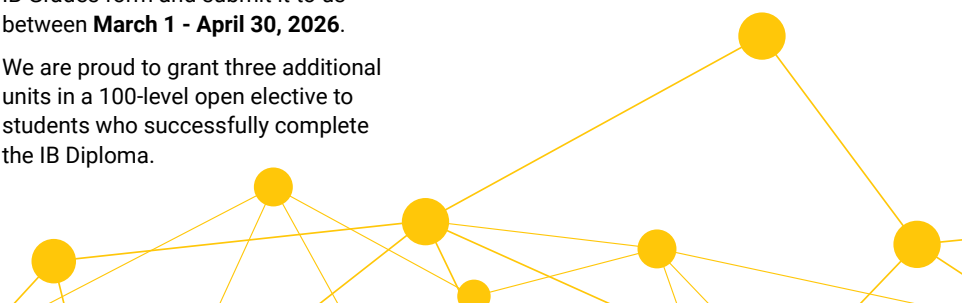 between March 1 - April 30, 2026.
We are proud to grant three additional
units in a 100-level open elective to
students who successfully complete
the IB Diploma.